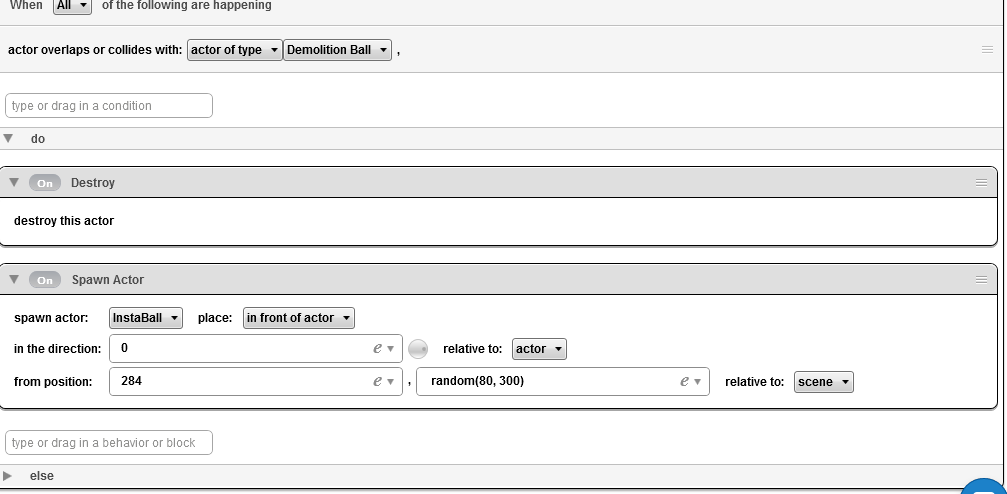 When All of the following are happening
actor overlaps or collides with: actor of type Demolition Ball ,
type or drag in a condition
do
On Destroy
destroy this actor
On Spawn Actor
spawn actor: InstaBall place: in front of actor
in the direction: 0 e relative to: actor
from position: 284 e , random(80, 300) e relative to: scene
type or drag in a behavior or block
else